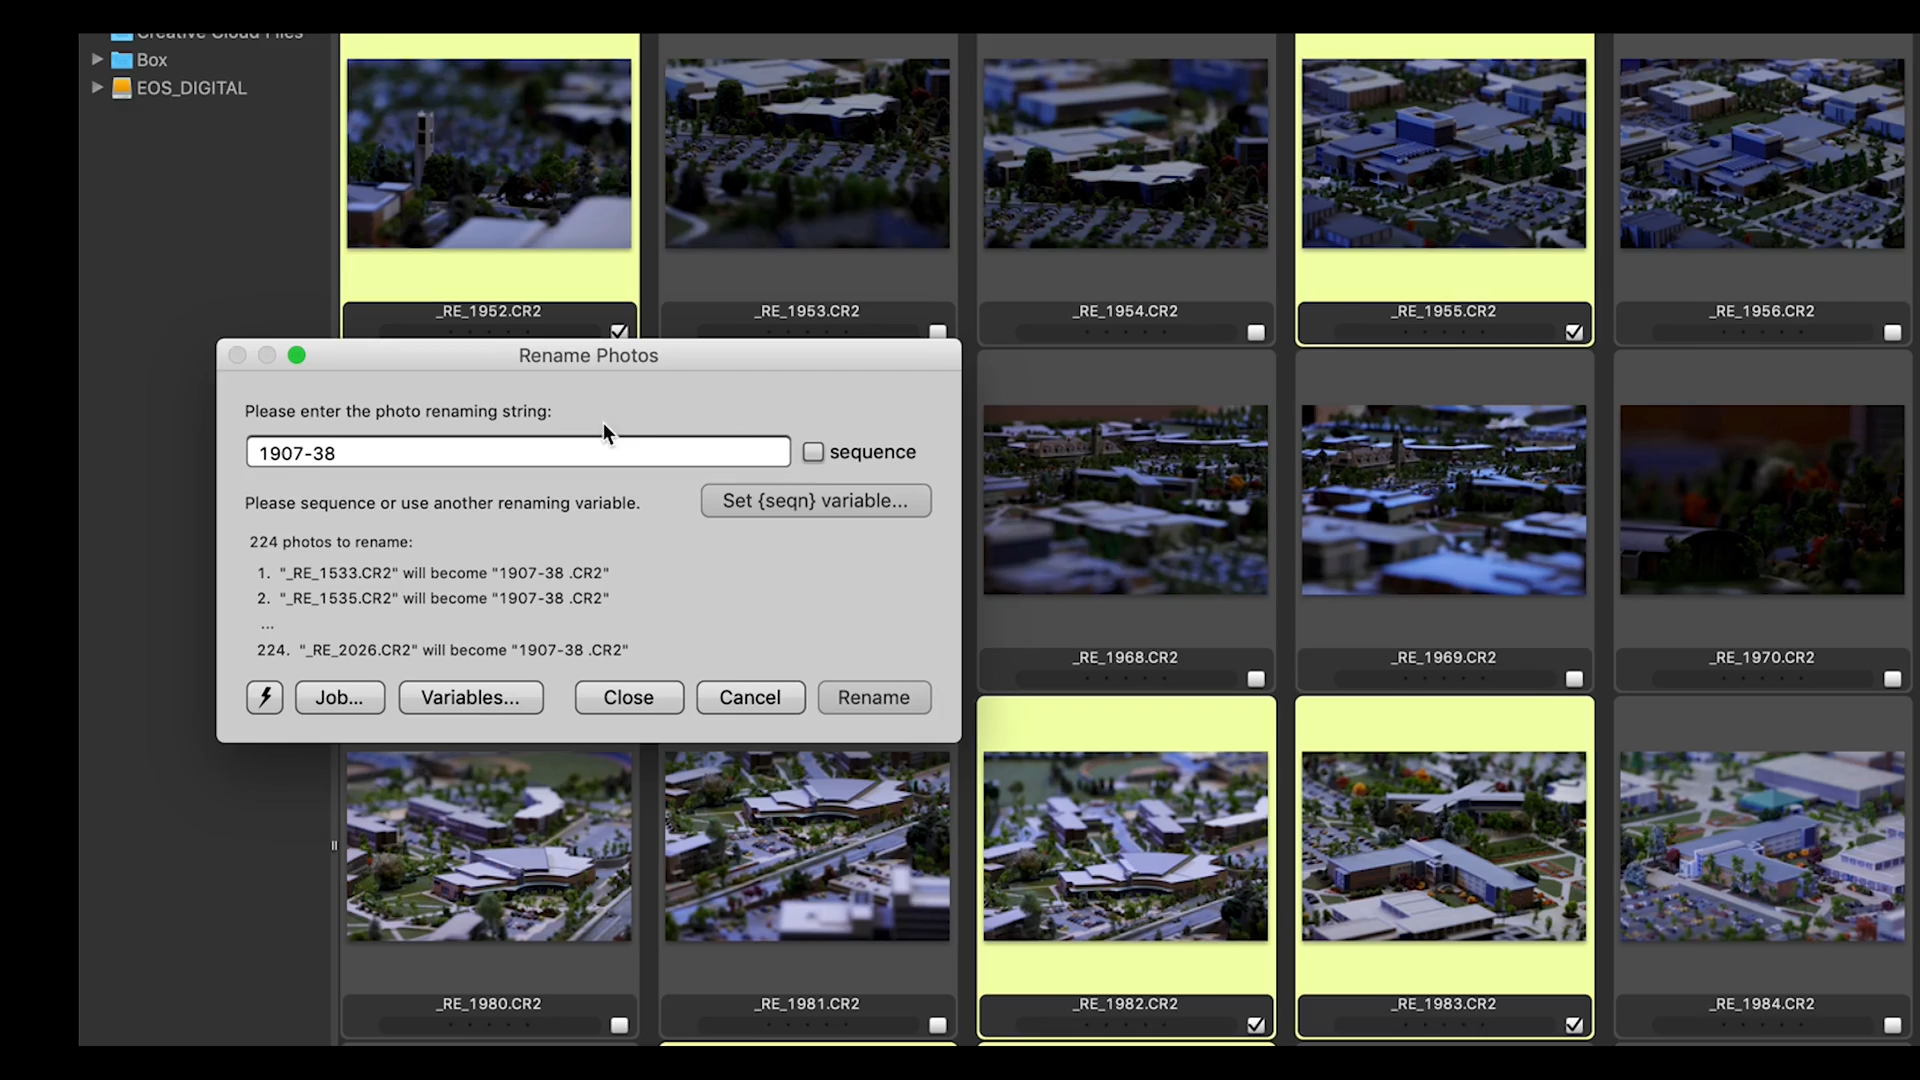 Creative Cloud Files
Box
EOS_DIGITAL
_RE_1952.CR2
_RE_1953.CR2
_RE_1954.CR2
_RE_1955.CR2
_RE_1956.CR2
Rename Photos
Please enter the photo renaming string:
1907-38
sequence
Please sequence or use another renaming variable.
Set {seqn} variable...
224 photos to rename:
1. "_RE_1533.CR2" will become "1907-38 .CR2"
2. "_RE_1535.CR2" will become "1907-38 .CR2"
...
224. "_RE_2026.CR2" will become "1907-38 .CR2"
Job...
Variables...
Close
Cancel
Rename
_RE_1968.CR2
_RE_1969.CR2
_RE_1970.CR2
_RE_1980.CR2
_RE_1981.CR2
_RE_1982.CR2
_RE_1983.CR2
_RE_1984.CR2